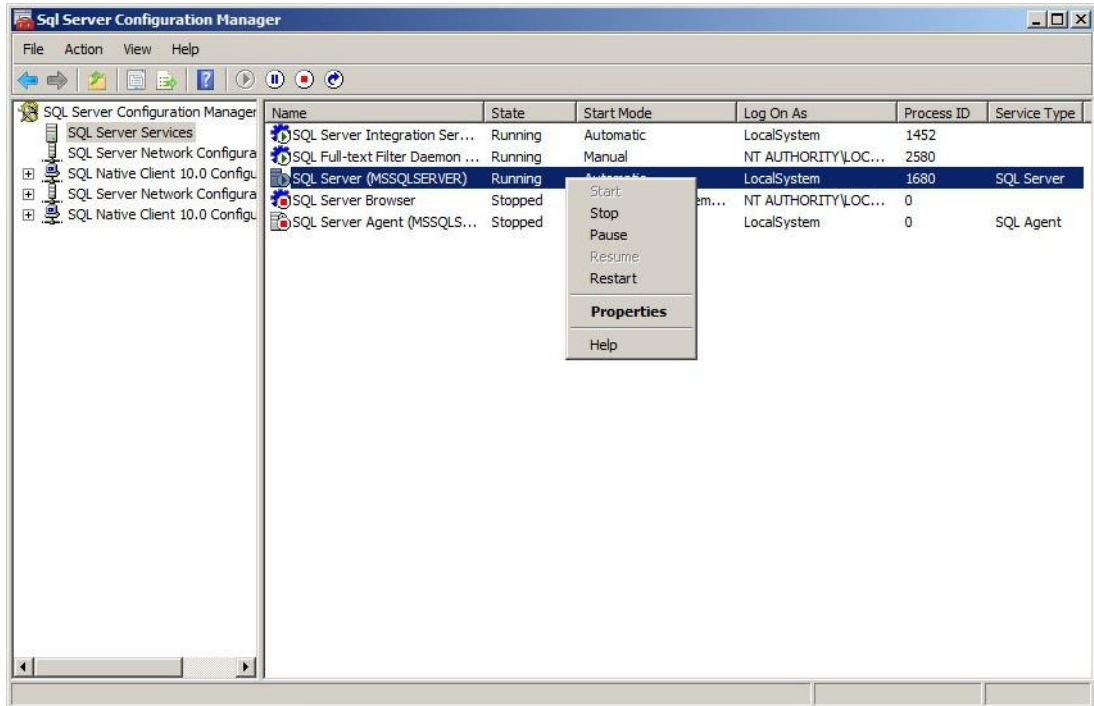 Sql Server Configuration Manager
File Action View Help
SQL Server Configuration Manager
SQL Server Services
SQL Server Network Configura
SQL Native Client 10.0 Configu
SQL Server Network Configura
SQL Native Client 10.0 Configu
Name State Start Mode Log On As Process ID Service Type
SQL Server Integration Ser... Running Automatic LocalSystem 1452
SQL Full-text Filter Daemon ... Running Manual NT AUTHORITY\LOC... 2580
SQL Server (MSSQLSERVER) Running Automatic LocalSystem 1680 SQL Server
SQL Server Browser Stopped em... NT AUTHORITY\LOC... 0
SQL Server Agent (MSSQLS... Stopped LocalSystem 0 SQL Agent
Start
Stop
Pause
Resume
Restart
Properties
Help